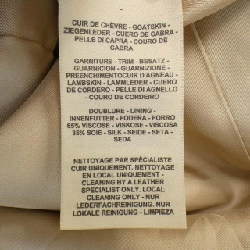 CUIR DE CHÈVRE - GOATSKIN -
ZIEGENLEDER - CUERO DE CABRA -
PELLE DI CAPRA - COURO DE
CABRA
GARNITURE - TRIM - BESATZ -
GUARNICION - GUARNIZIONE -
PREENCHIMENTO CUIR D'AGNEAU -
LAMBSKIN - LAMMLEDER - CUERO
DE CORDERO - PELLE DI AGNELLO
- COURO DE CORDEIRO
DOUBLURE - LINING -
INNENFUTTER - FODERA - FORRO
65% VISCOSE - VISKOSE - VISCOSA
35% SOIE - SILK - SEIDE - SETA -
SEDA
NETTOYAGE PAR SPÉCIALISTE
CUIR UNIQUEMENT, NETTOYAGE
EN LOCAL UNIQUEMENT -
CLEANING BY A LEATHER
SPECIALIST ONLY, LOCAL
CLEANING ONLY - NUR
LEDERFACHREINIGUNG, NUR
LOKALE REINIGUNG - LIMPIEZA